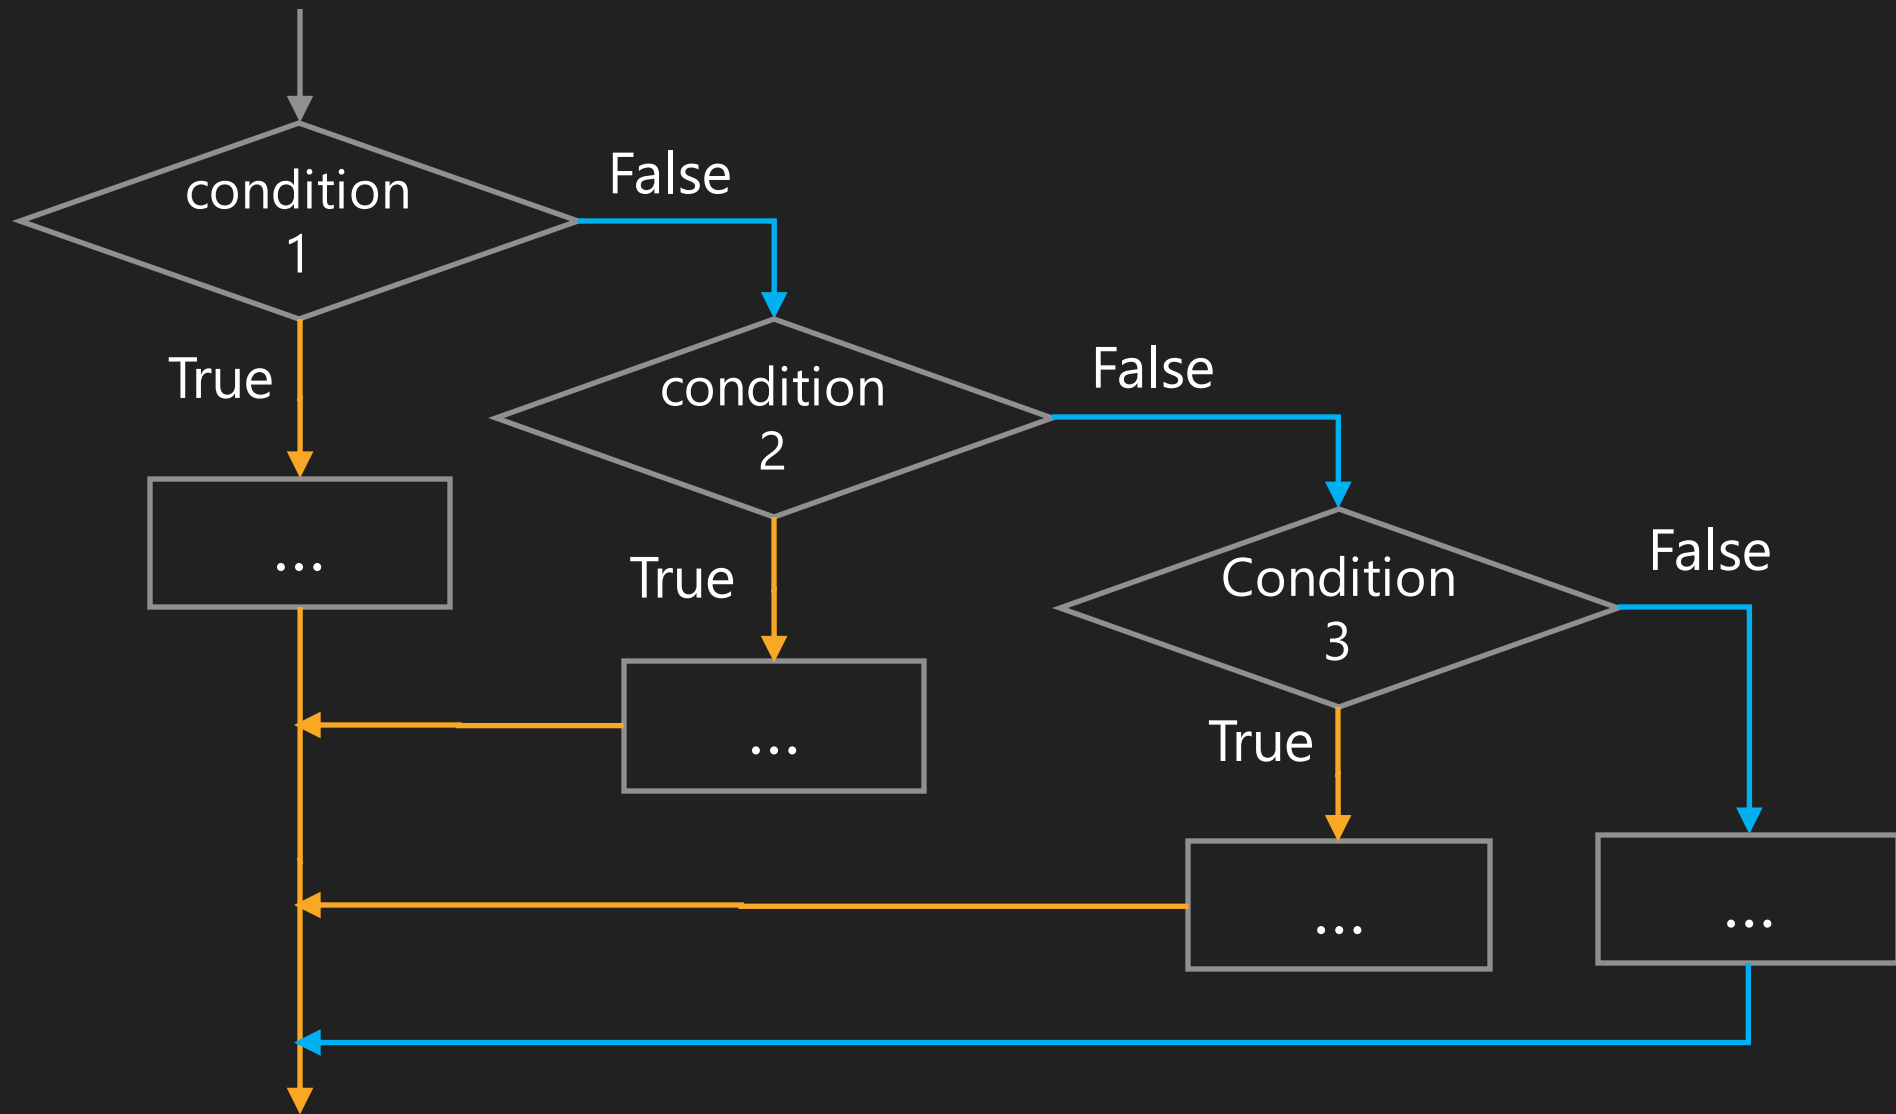 condition
1
False
True
condition
2
False
True
Condition
3
False
True
...
...
...
...